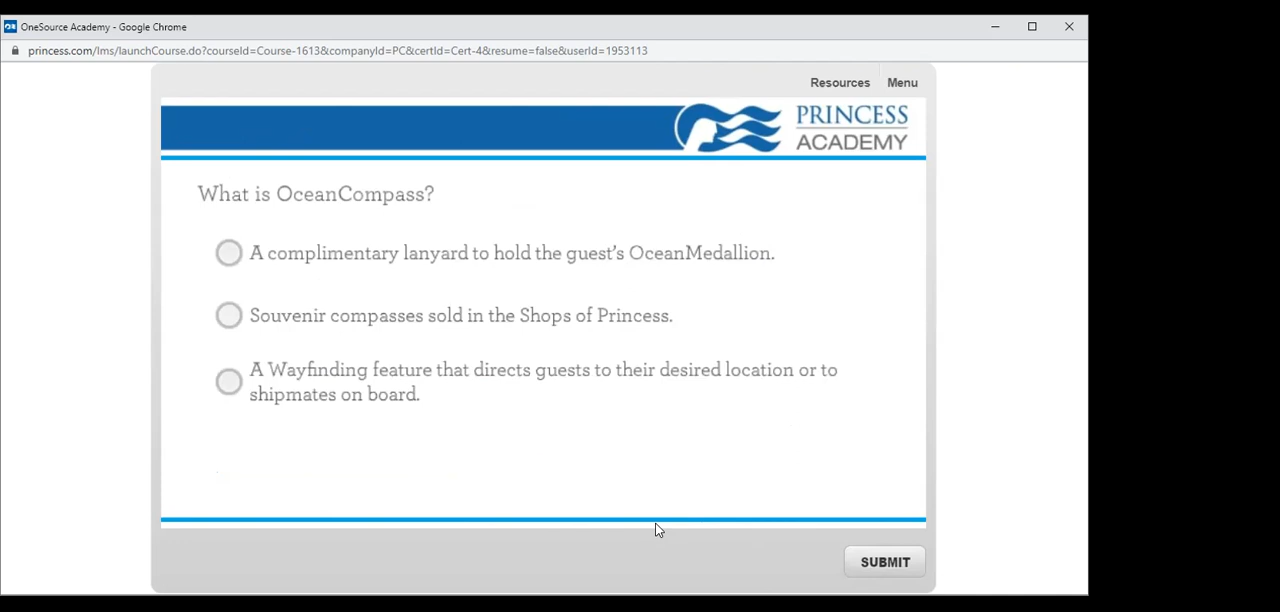 OneSource Academy - Google Chrome
princess.com/lms/launchCourse.do?courseId=Course-1613&companyId=PC&certId=Cert-4&resume=false&userId=1953113
Resources Menu
PRINCESS
ACADEMY
What is OceanCompass?
A complimentary lanyard to hold the guest's OceanMedallion.
Souvenir compasses sold in the Shops of Princess.
A Wayfinding feature that directs guests to their desired location or to
shipmates on board.
SUBMIT